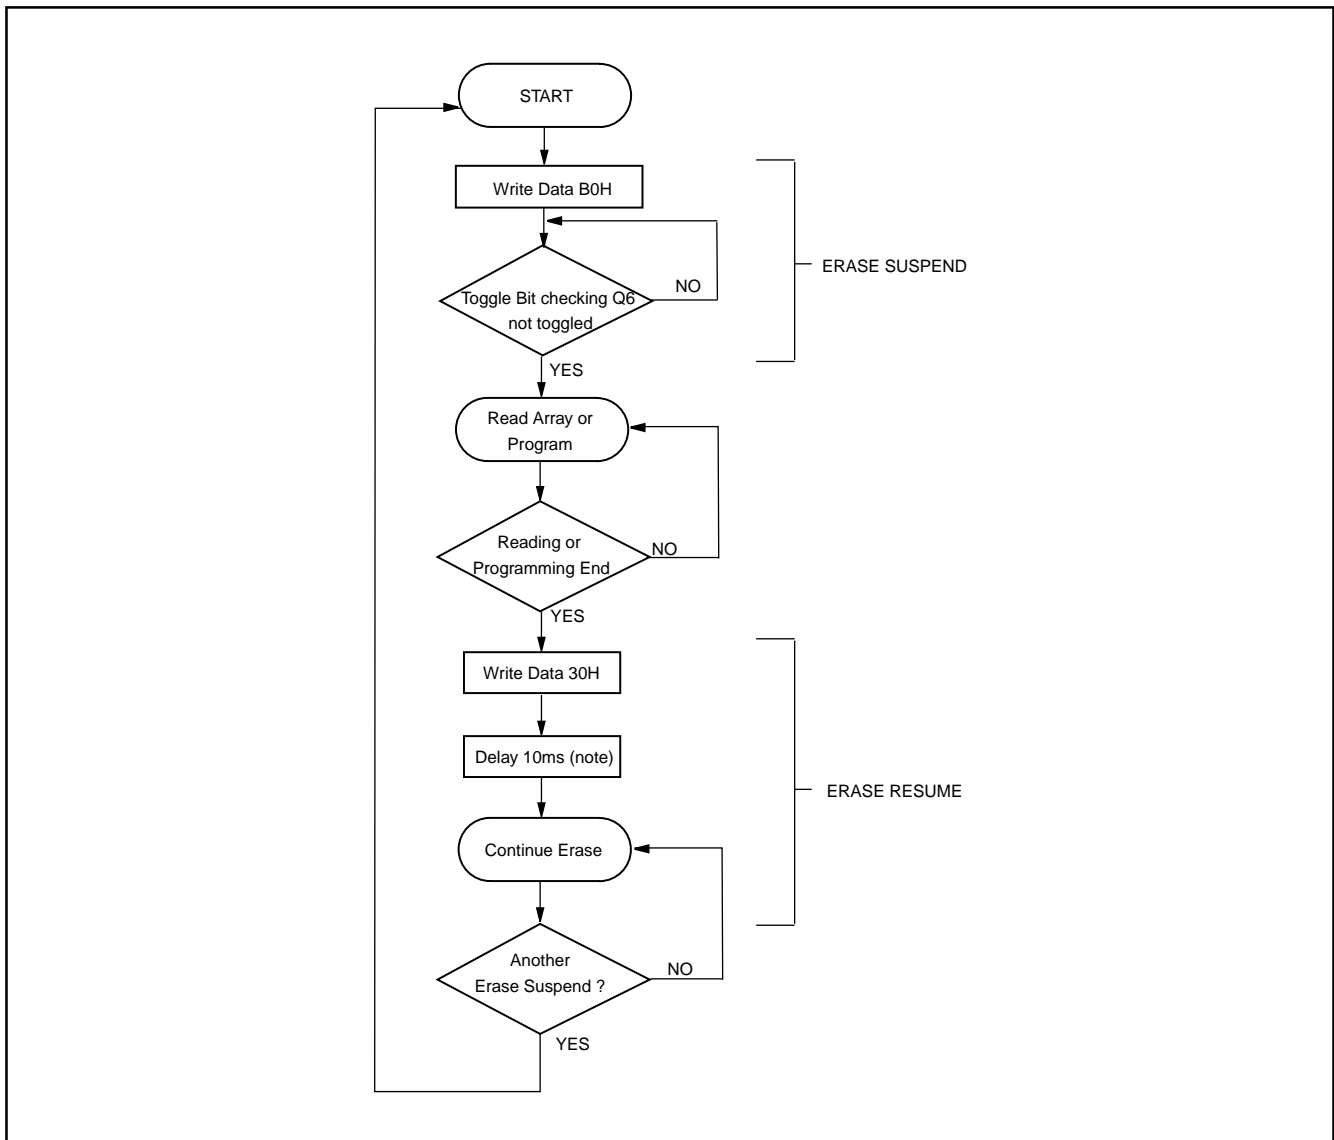 START
Write Data B0H
ERASE SUSPEND
NO
Toggle Bit checking Q6
not toggled
YES
Read Array or
Program
Reading or
Programming End
NO
YES
Write Data 30H
Delay 10ms (note)
ERASE RESUME
Continue Erase
Another
Erase Suspend ?
NO
YES